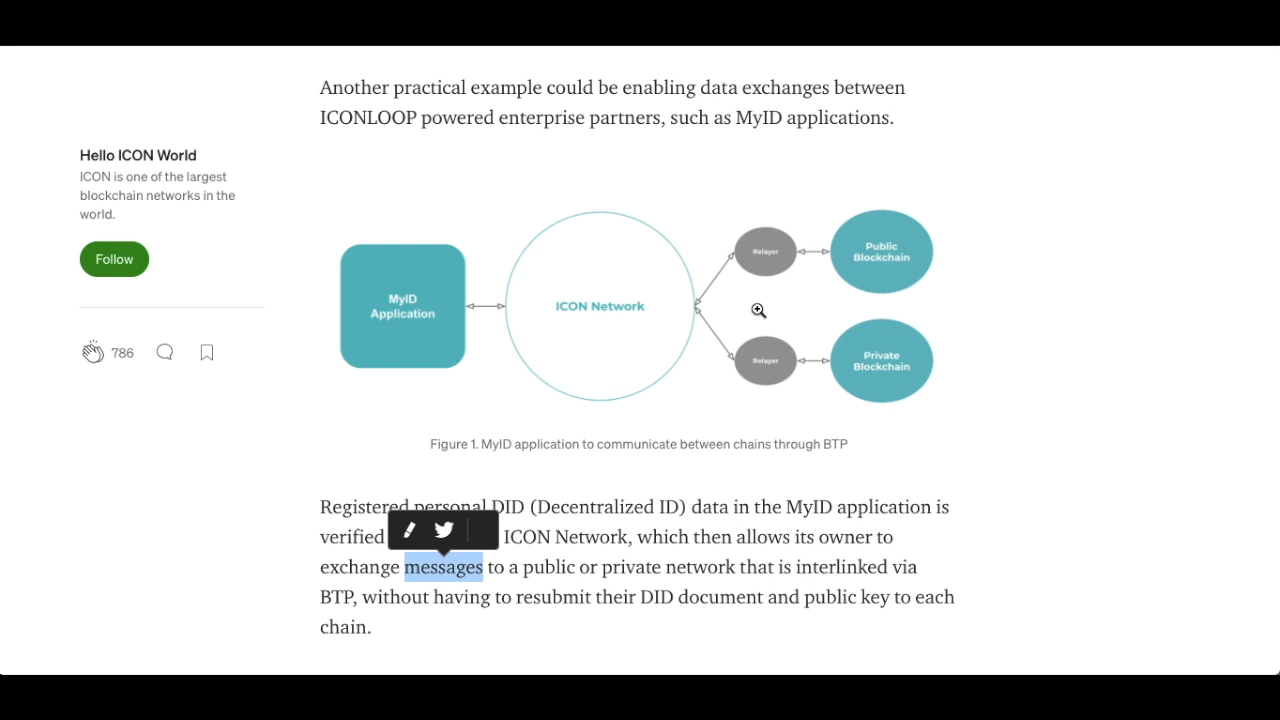 Another practical example could be enabling data exchanges between
ICONLOOP powered enterprise partners, such as MyID applications.
Hello ICON World
ICON is one of the largest
blockchain networks in the
world.
Follow
786
MyID
Application
ICON Network
Relayer
Public
Blockchain
Relayer
Private
Blockchain
Figure 1. MyID application to communicate between chains through BTP
Registered personal DID (Decentralized ID) data in the MyID application is
verified ICON Network, which then allows its owner to
exchange messages to a public or private network that is interlinked via
BTP, without having to resubmit their DID document and public key to each
chain.